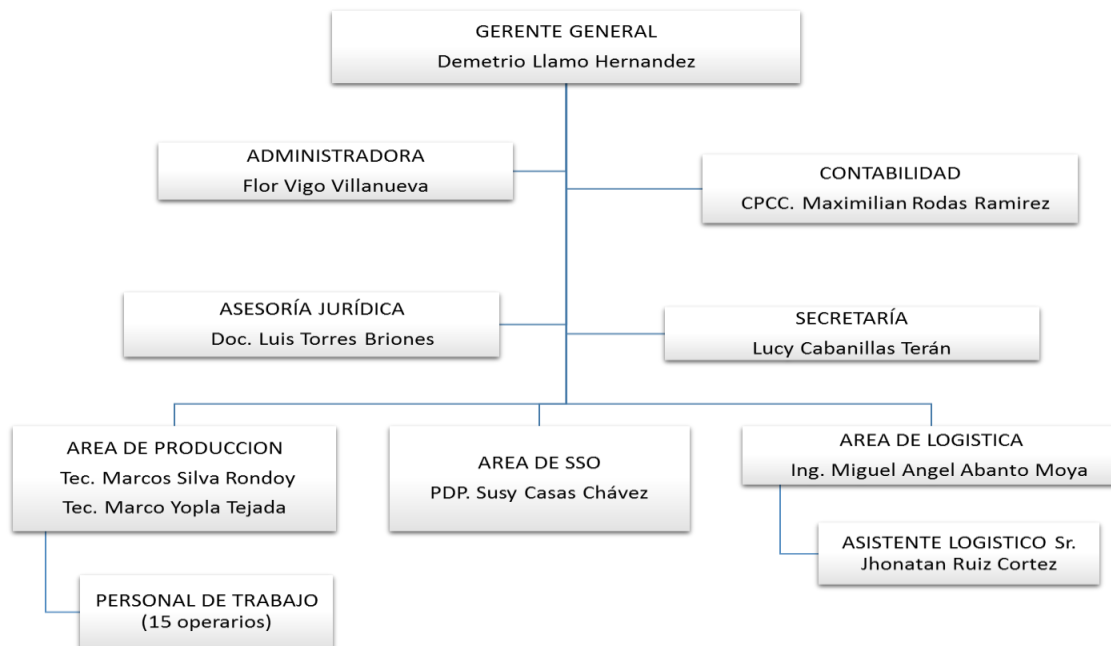 GERENTE GENERAL
Demetrio Llamo Hernandez
ADMINISTRADORA
Flor Vigo Villanueva
CONTABILIDAD
CPCC. Maximilian Rodas Ramirez
ASESORÍA JURÍDICA
Doc. Luis Torres Briones
SECRETARÍA
Lucy Cabanillas Terán
AREA DE PRODUCCION
Tec. Marcos Silva Rondoy
Tec. Marco Yopla Tejada
AREA DE SSO
PDP. Susy Casas Chávez
AREA DE LOGISTICA
Ing. Miguel Angel Abanto Moya
ASISTENTE LOGISTICO Sr.
Jhonatan Ruiz Cortez
PERSONAL DE TRABAJO
(15 operarios)